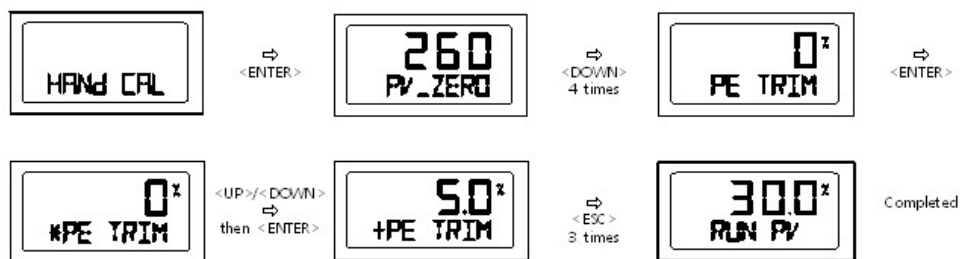 HANd CAL
⇨
<ENTER>
260
PV_ZERO
⇨
<DOWN>
4 times
0%
PE TRIM
⇨
<ENTER>
0%
*PE TRIM
<UP>/<DOWN>
⇨
then <ENTER>
5.0%
+PE TRIM
⇨
<ESC>
3 times
30.0%
RUN PV
Completed